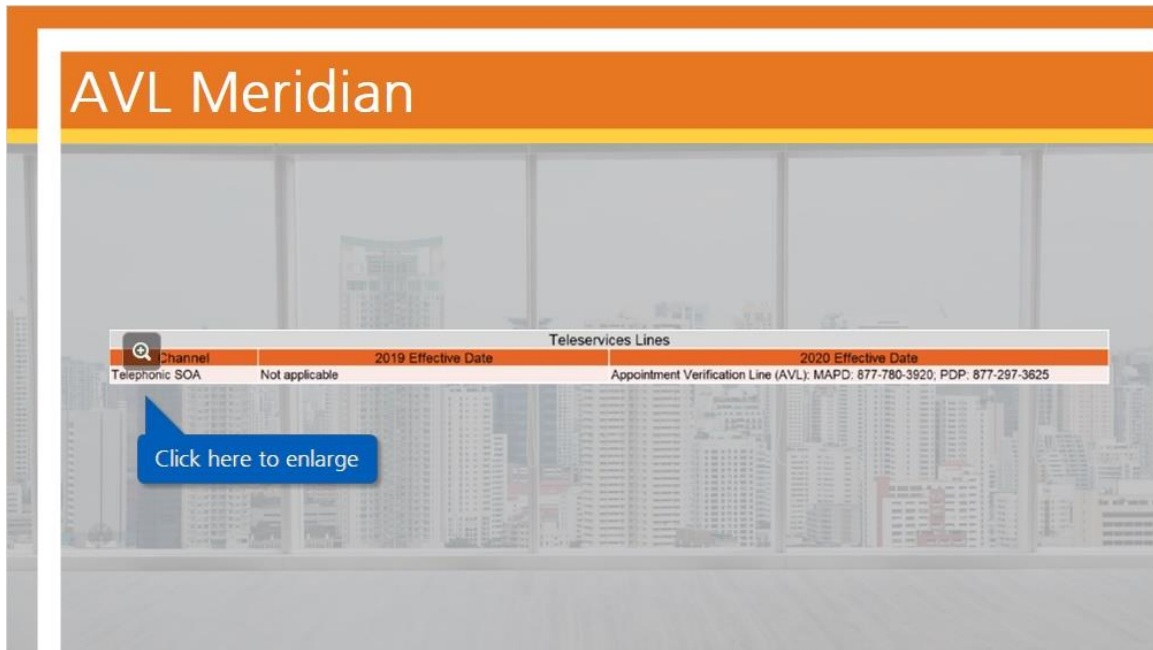 AVL Meridian
Teleservices Lines
Channel 2019 Effective Date 2020 Effective Date
Telephonic SOA Not applicable Appointment Verification Line (AVL): MAPD: 877-780-3920; PDP: 877-297-3625
Click here to enlarge